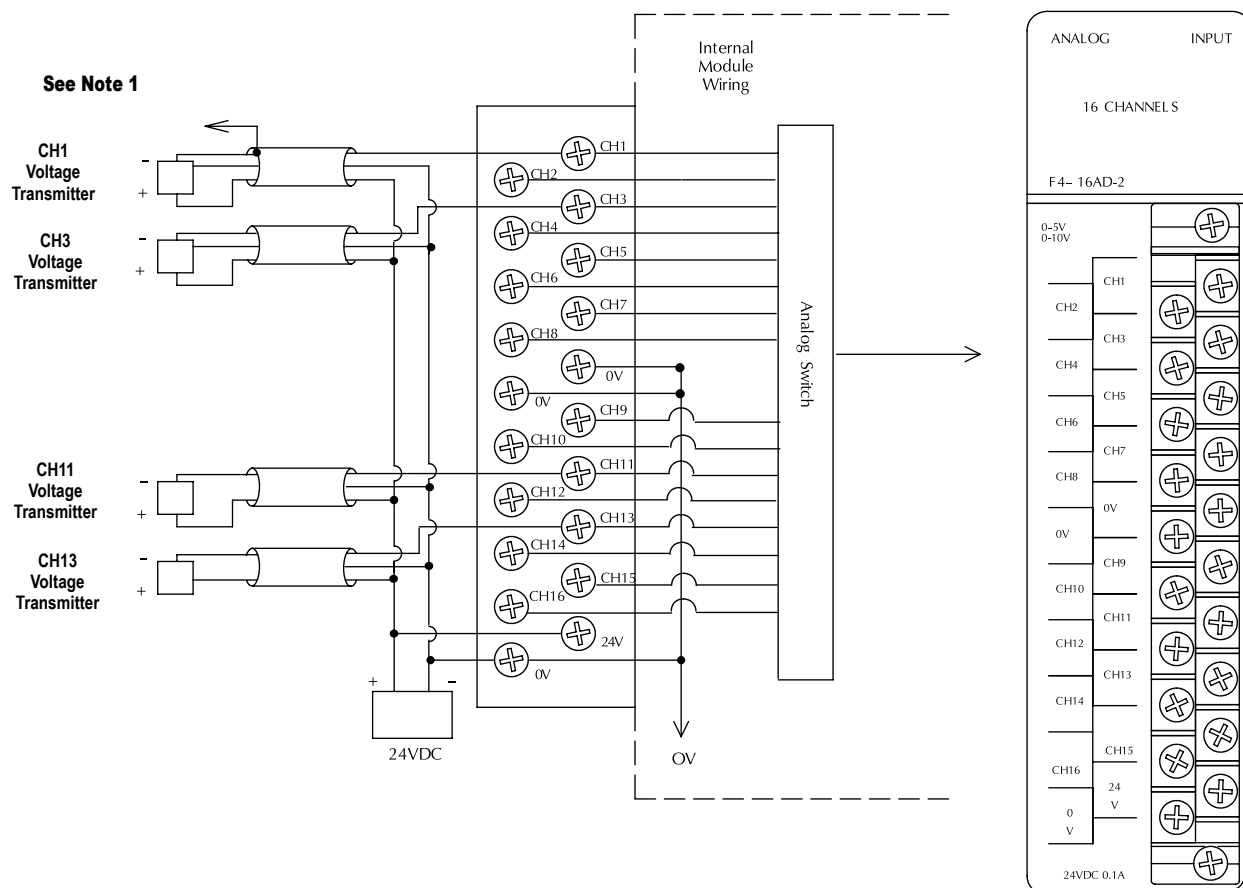 See Note 1
CH1
Voltage
Transmitter
-
+
CH3
Voltage
Transmitter
-
+
CH11
Voltage
Transmitter
-
+
CH13
Voltage
Transmitter
-
+
Internal
Module
Wiring
CH1
CH2
CH3
CH4
CH5
CH6
CH7
CH8
0V
0V
CH9
CH10
CH11
CH12
CH13
CH14
CH15
CH16
24V
0V
+ -
24VDC
OV
Analog Switch
ANALOG INPUT
16 CHANNELS
F4-16AD-2
0-5V
0-10V
CH1
CH2
CH3
CH4
CH5
CH6
CH7
CH8
0V
0V
CH9
CH10
CH11
CH12
CH13
CH14
CH15
CH16
24
V
0
V
24VDC 0.1A